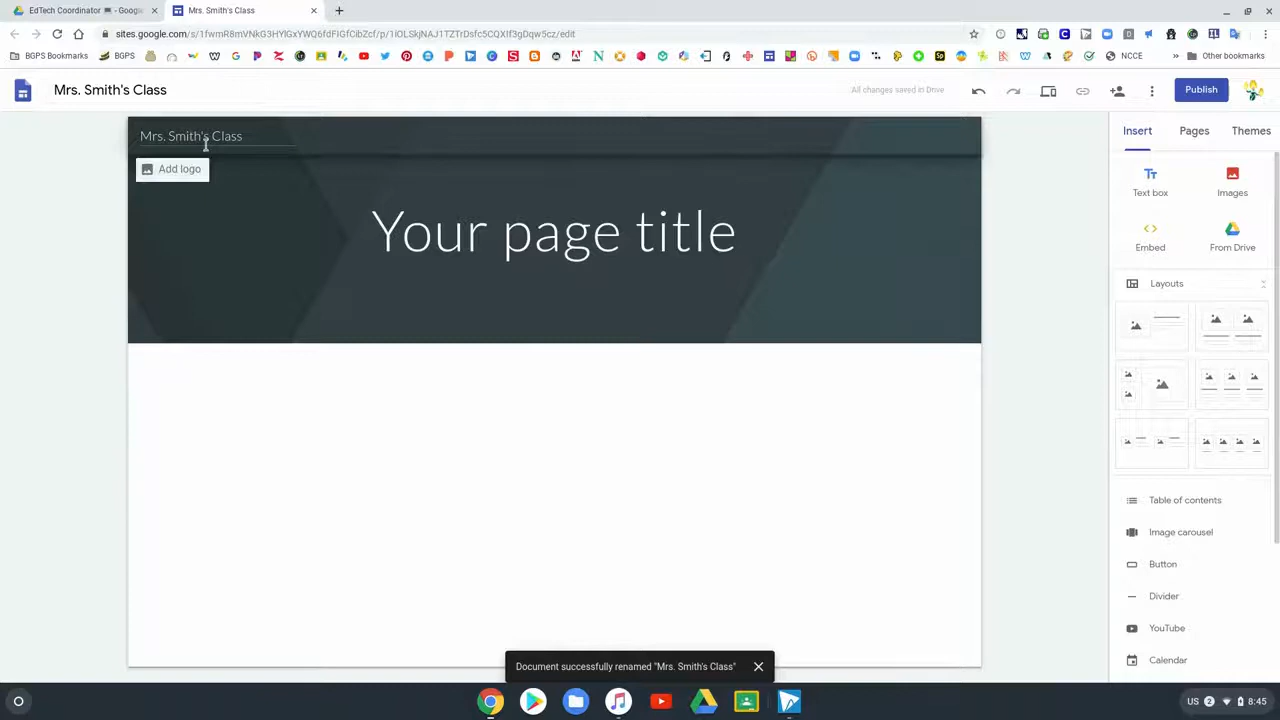 EdTech Coordinator 💻 - Googl
Mrs. Smith's Class
sites.google.com/s/1fwmR8mVNkG3HYlGxYWQ6fdFIGfCibZcf/p/1lOLSkjNAJ1TZTrDsfc5CQXIf3gDqw5cz/edit
BGPS Bookmarks
BGPS
NCCE
Other bookmarks
Mrs. Smith's Class
All changes saved in Drive
Publish
Mrs. Smith's Class
Add logo
Your page title
Insert
Pages
Themes
Text box
Images
Embed
From Drive
Layouts
Table of contents
Image carousel
Button
Divider
YouTube
Calendar
Document successfully renamed "Mrs. Smith's Class"
US 2 8:45